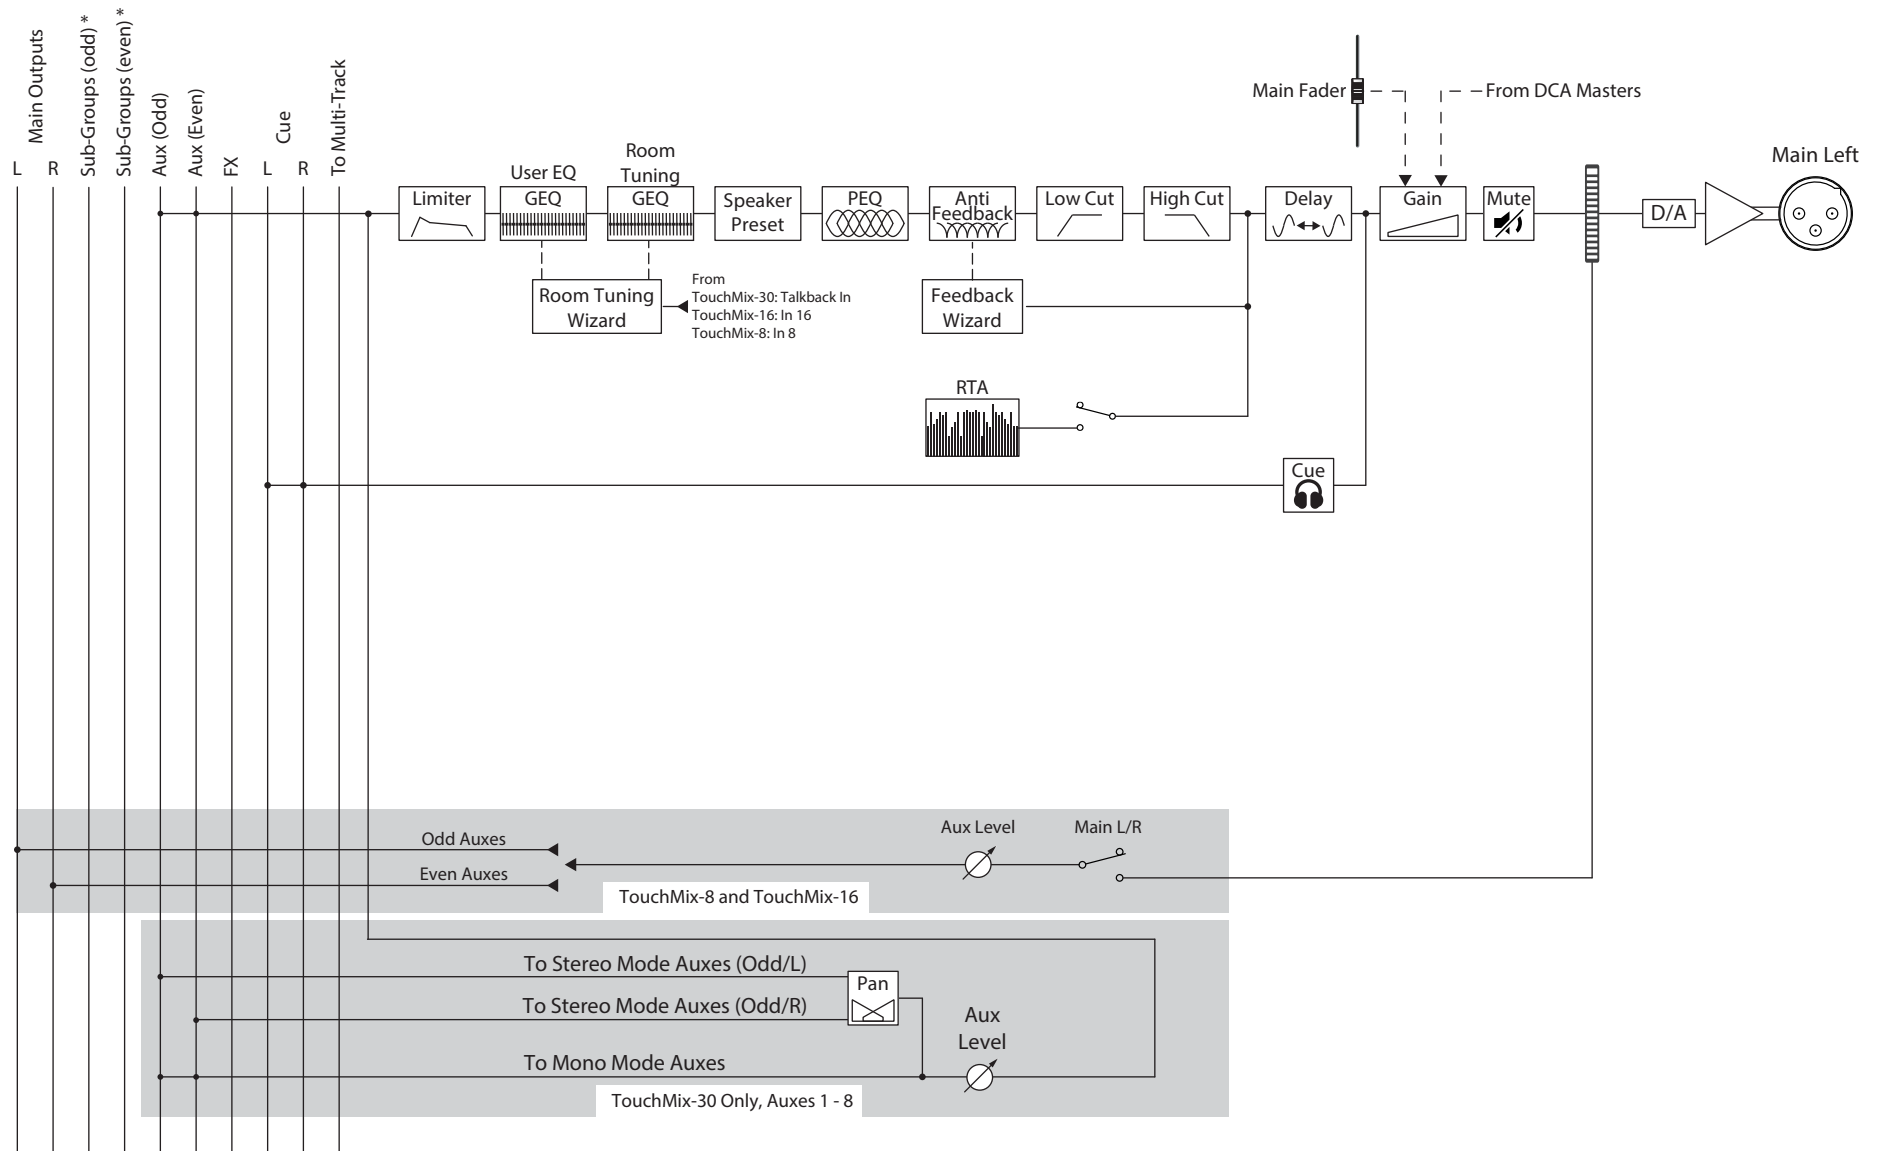 Main Outputs
L
R
Sub-Groups (odd) *
Sub-Groups (even) *
Aux (Odd)
Aux (Even)
FX
Cue
L
R
To Multi-Track
Limiter
User EQ
GEQ
Room
Tuning
GEQ
Speaker
Preset
PEQ
Anti
Feedback
Low Cut
High Cut
Delay
Main Fader
From DCA Masters
Gain
Mute
D/A
Main Left
Room Tuning
Wizard
From
TouchMix-30: Talkback In
TouchMix-16: In 16
TouchMix-8: In 8
Feedback
Wizard
RTA
Cue
Odd Auxes
Even Auxes
Aux Level
Main L/R
TouchMix-8 and TouchMix-16
To Stereo Mode Auxes (Odd/L)
To Stereo Mode Auxes (Odd/R)
Pan
Aux
Level
To Mono Mode Auxes
TouchMix-30 Only, Auxes 1 - 8